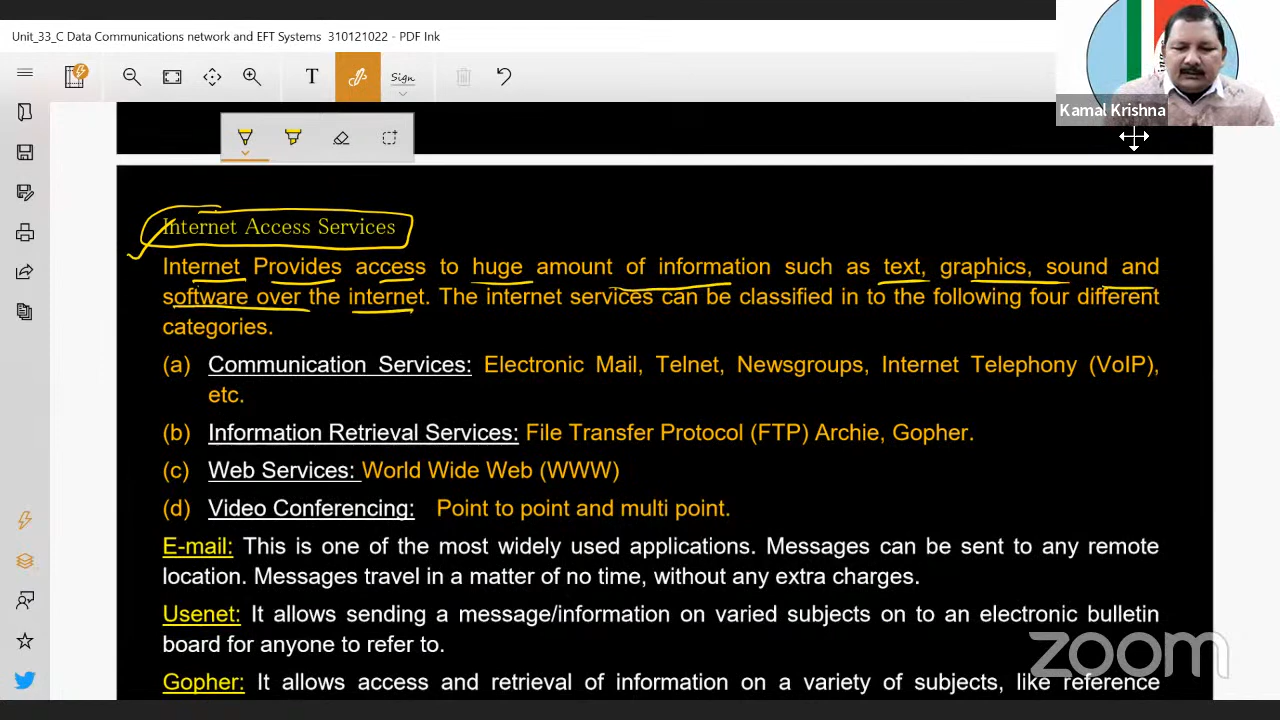 Unit_33_C Data Communications network and EFT Systems 310121022 - PDF Ink
T
Sign
Kamal Krishna
Internet Access Services
Internet Provides access to huge amount of information such as text, graphics, sound and
software over the internet. The internet services can be classified in to the following four different
categories.
(a) Communication Services: Electronic Mail, Telnet, Newsgroups, Internet Telephony (VoIP),
etc.
(b) Information Retrieval Services: File Transfer Protocol (FTP) Archie, Gopher.
(c) Web Services: World Wide Web (WWW)
(d) Video Conferencing: Point to point and multi point.
E-mail: This is one of the most widely used applications. Messages can be sent to any remote
location. Messages travel in a matter of no time, without any extra charges.
Usenet: It allows sending a message/information on varied subjects on to an electronic bulletin
board for anyone to refer to.
zoom
Gopher: It allows access and retrieval of information on a variety of subjects, like reference